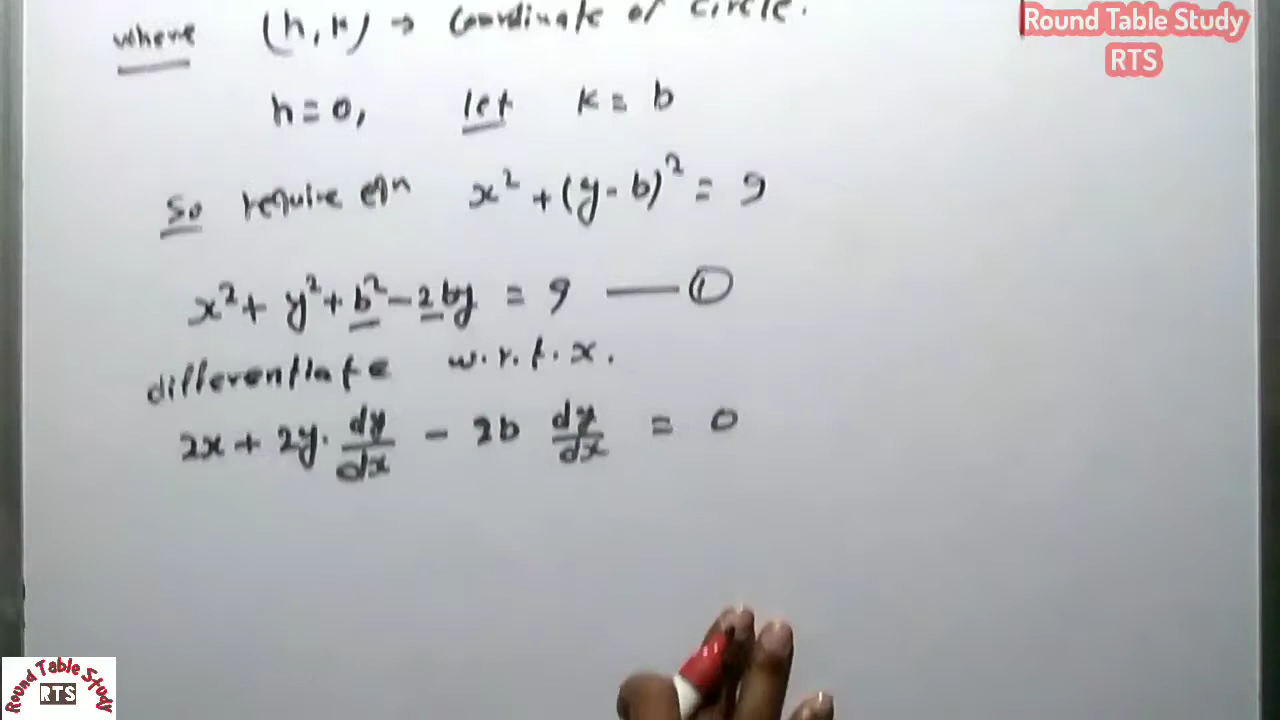 Round Table Study
RTS
where (h, k) → Coordinate of Circle.
h = 0, let k = b
So require eqn x² + (y - b)² = 9
x² + y² + b² - 2by = 9 — ①
differentiate w.r.t. x.
2x + 2y. dy/dx - 2b dy/dx = 0
Round Table Study
RTS